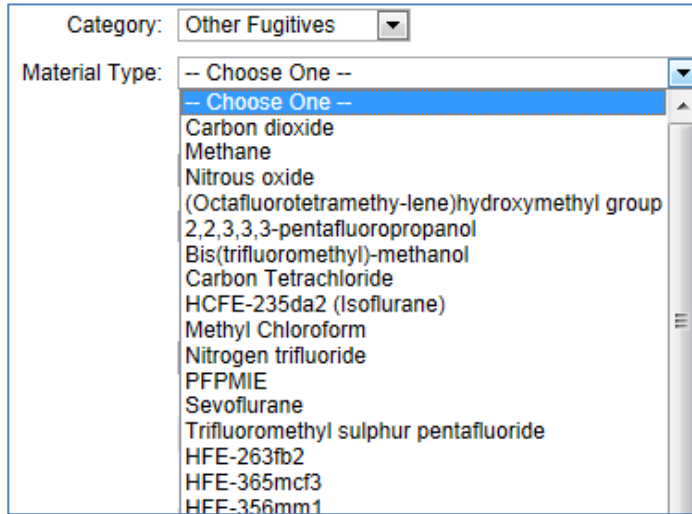 Category: Other Fugitives
Material Type: -- Choose One --
-- Choose One --
Carbon dioxide
Methane
Nitrous oxide
(Octafluorotetramethy-lene)hydroxymethyl group
2,2,3,3,3-pentafluoropropanol
Bis(trifluoromethyl)-methanol
Carbon Tetrachloride
HCFE-235da2 (Isoflurane)
Methyl Chloroform
Nitrogen trifluoride
PFPMIE
Sevoflurane
Trifluoromethyl sulphur pentafluoride
HFE-263fb2
HFE-365mcf3
HFE-356mm1